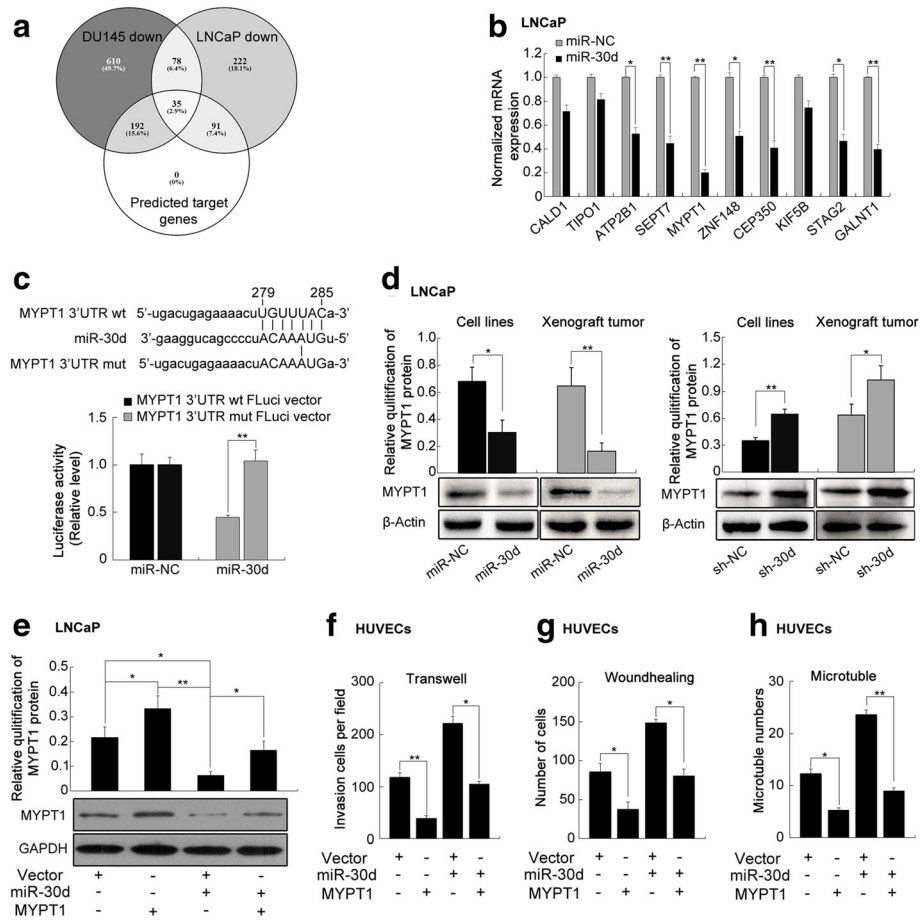 a
DU145 down
LNCaP down
610
(49.7%)
78
(6.4%)
222
(18.1%)
35
(2.9%)
192
(15.6%)
91
(7.4%)
0
(0%)
Predicted target
genes
b LNCaP
miR-NC
miR-30d
Normalized mRNA
expression
1.2
1.0
0.8
0.6
0.4
0.2
0
* ** ** * ** * **
CALD1 TIPO1 ATP2B1 SEPT7 MYPT1 ZNF148 CEP350 KIF5B STAG2 GALNT1
c
279 285
MYPT1 3'UTR wt 5'-ugacugagaaaacuUGUUUACa-3'
miR-30d 3'-gaaggucagccccuACAAAUGu-5'
MYPT1 3'UTR mut 5'-ugacugagaaaacuACAAAUGa-3'
MYPT1 3'UTR wt FLuci vector
MYPT1 3'UTR mut FLuci vector
Luciferase activity
(Relative level)
1.5
1.0
0.5
0
**
miR-NC miR-30d
d LNCaP
Relative qulitification of
MYPT1 protein
0.8
0.6
0.4
0.2
0
Cell lines Xenograft tumor
* **
MYPT1
β-Actin
miR-NC miR-30d miR-NC miR-30d
Relative qulitification of
MYPT1 protein
1.5
1.2
0.9
0.6
0.3
0
Cell lines Xenograft tumor
** *
MYPT1
β-Actin
sh-NC sh-30d sh-NC sh-30d
e LNCaP
Relative qulitification of
MYPT1 protein
0.5
0.4
0.3
0.2
0.1
0
*
* ** *
MYPT1
GAPDH
Vector + - + -
miR-30d - - + +
MYPT1 - + - +
f HUVECs
Transwell
Invasion cells per field
300
200
100
0
** *
Vector + - + -
miR-30d - - + +
MYPT1 - + - +
g HUVECs
Woundhealing
Number of cells
200
150
100
50
0
* *
+ - + -
- - + +
- + - +
h HUVECs
Microtuble
Microtuble numbers
30
20
10
0
* **
Vector + - + -
miR-30d - - + +
MYPT1 - + - +